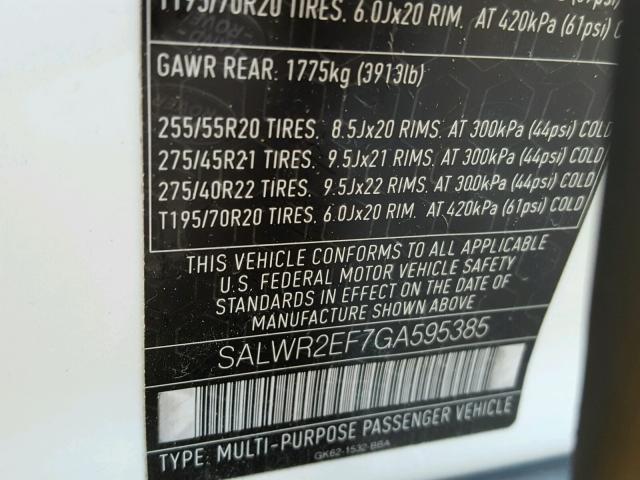 T195/70R20 TIRES. 6.0Jx20 RIM. AT 420kPa (61psi)
GAWR REAR: 1775kg (3913lb)
255/55R20 TIRES. 8.5Jx20 RIMS. AT 300kPa (44psi) COLD
275/45R21 TIRES. 9.5Jx21 RIMS. AT 300kPa (44psi) COLD
275/40R22 TIRES. 9.5Jx22 RIMS. AT 300kPa (44psi) COLD
T195/70R20 TIRES. 6.0Jx20 RIM. AT 420kPa (61psi) COLD
THIS VEHICLE CONFORMS TO ALL APPLICABLE
U.S. FEDERAL MOTOR VEHICLE SAFETY
STANDARDS IN EFFECT ON THE DATE OF
MANUFACTURE SHOWN ABOVE
SALWR2EF7GA595385
TYPE: MULTI-PURPOSE PASSENGER VEHICLE
GK62-1532-BBA